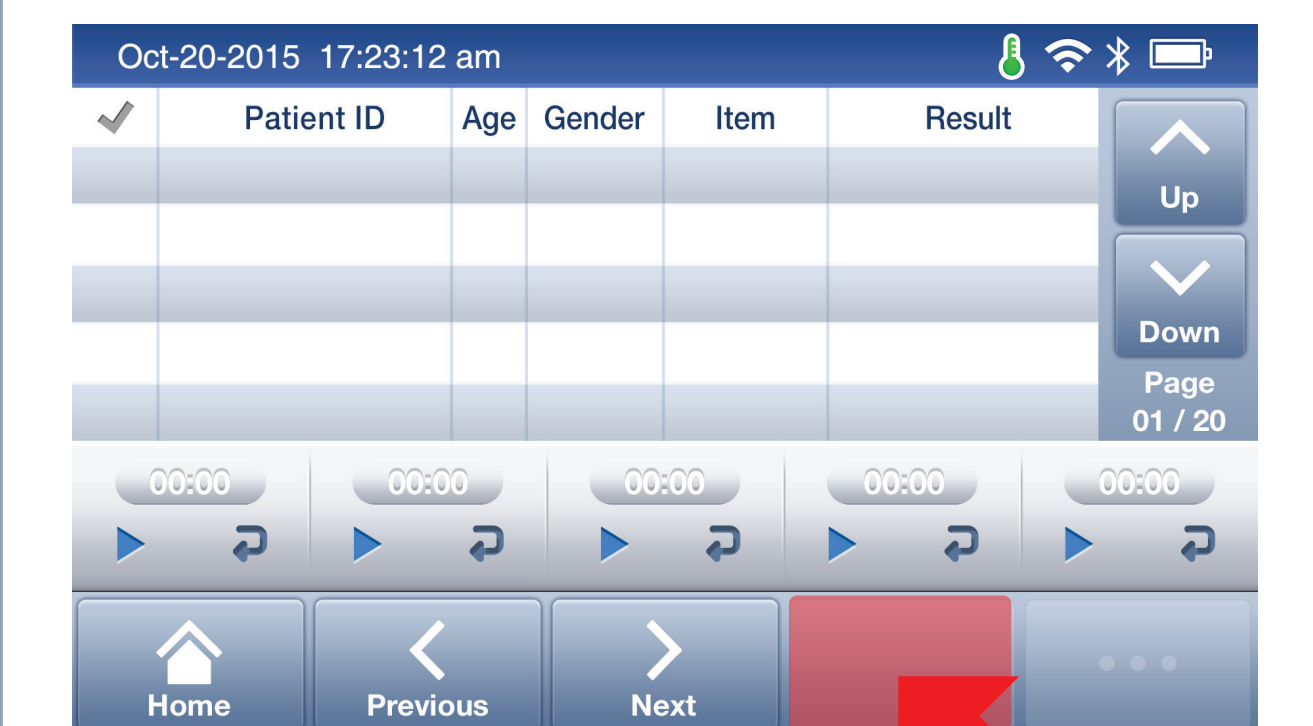 Oct-20-2015 17:23:12 am
Patient ID Age Gender Item Result
Up
Down
Page
01 / 20
00:00 00:00 00:00 00:00 00:00
Home Previous Next